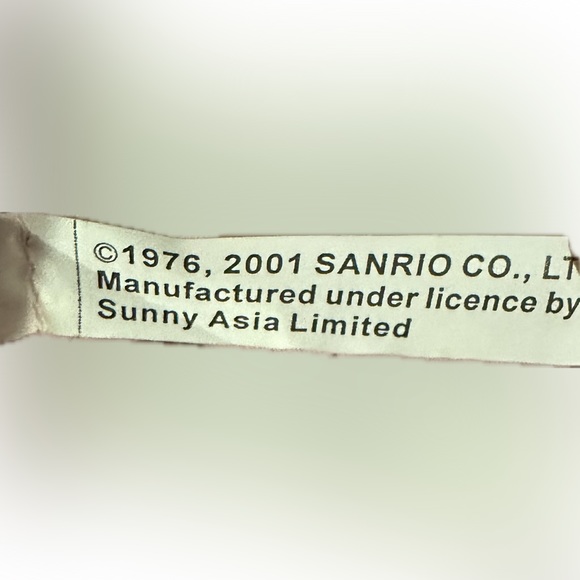 ©1976, 2001 SANRIO CO., LT
Manufactured under licence by
Sunny Asia Limited